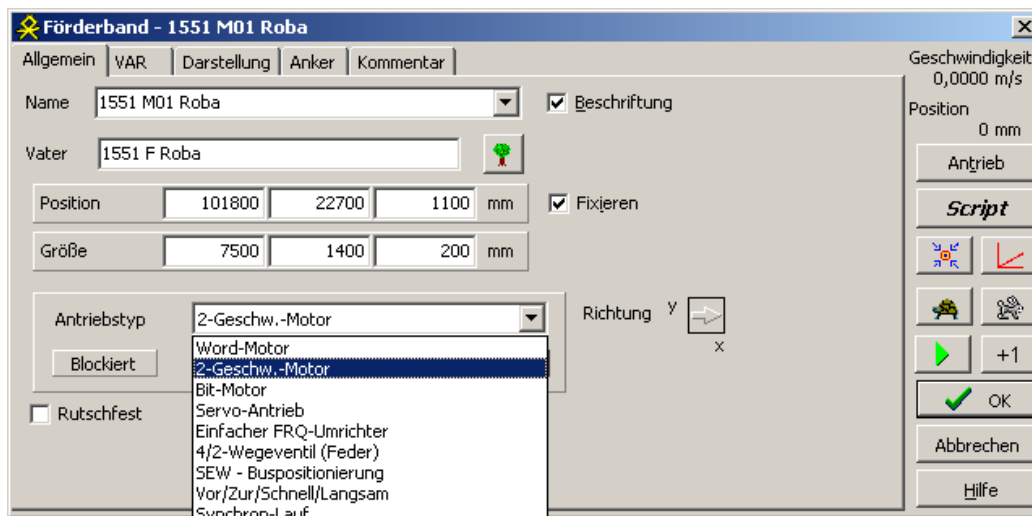 Förderband - 1551 M01 Roba
Allgemein VAR Darstellung Anker Kommentar
Name 1551 M01 Roba Beschriftung
Vater 1551 F Roba
Position 101800 22700 1100 mm Fixieren
Größe 7500 1400 200 mm
Antriebstyp 2-Geschw.-Motor Richtung y
x
Blockiert
Word-Motor
2-Geschw.-Motor
Bit-Motor
Servo-Antrieb
Einfacher FRQ-Umrichter
4/2-Wegeventil (Feder)
SEW - Buspositionierung
Vor/Zur/Schnell/Langsam
Synchron-Lauf
Rutschfest
Geschwindigkeit
0,0000 m/s
Position
0 mm
Antrieb
Script
+1
OK
Abbrechen
Hilfe